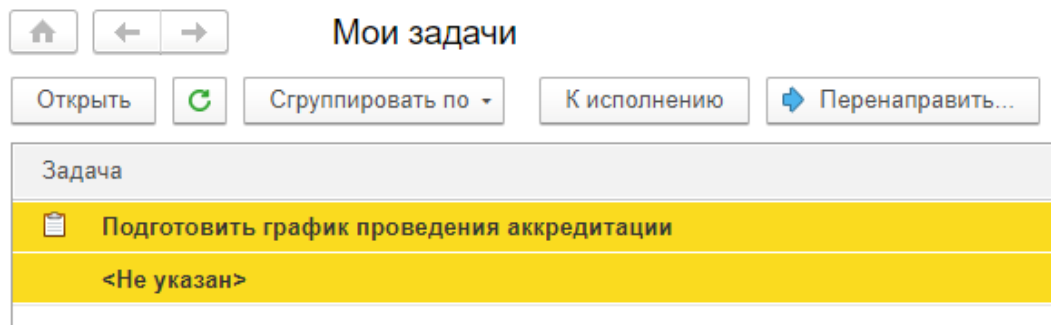 Мои задачи
Открыть Сгруппировать по К исполнению Перенаправить...
Задача
Подготовить график проведения аккредитации
<Не указан>